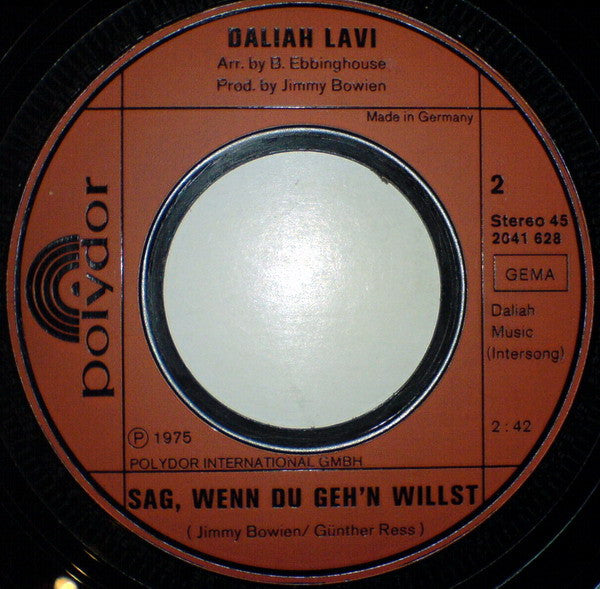 DALIAH LAVI
Arr. by B. Ebbinghouse
Prod. by Jimmy Bowien
Made in Germany
polydor
2
Stereo 45
2041 628
GEMA
Daliah
Music
(Intersong)
2:42
Ⓟ 1975
POLYDOR INTERNATIONAL GMBH
SAG, WENN DU GEH'N WILLST
(Jimmy Bowien/ Günther Ress)